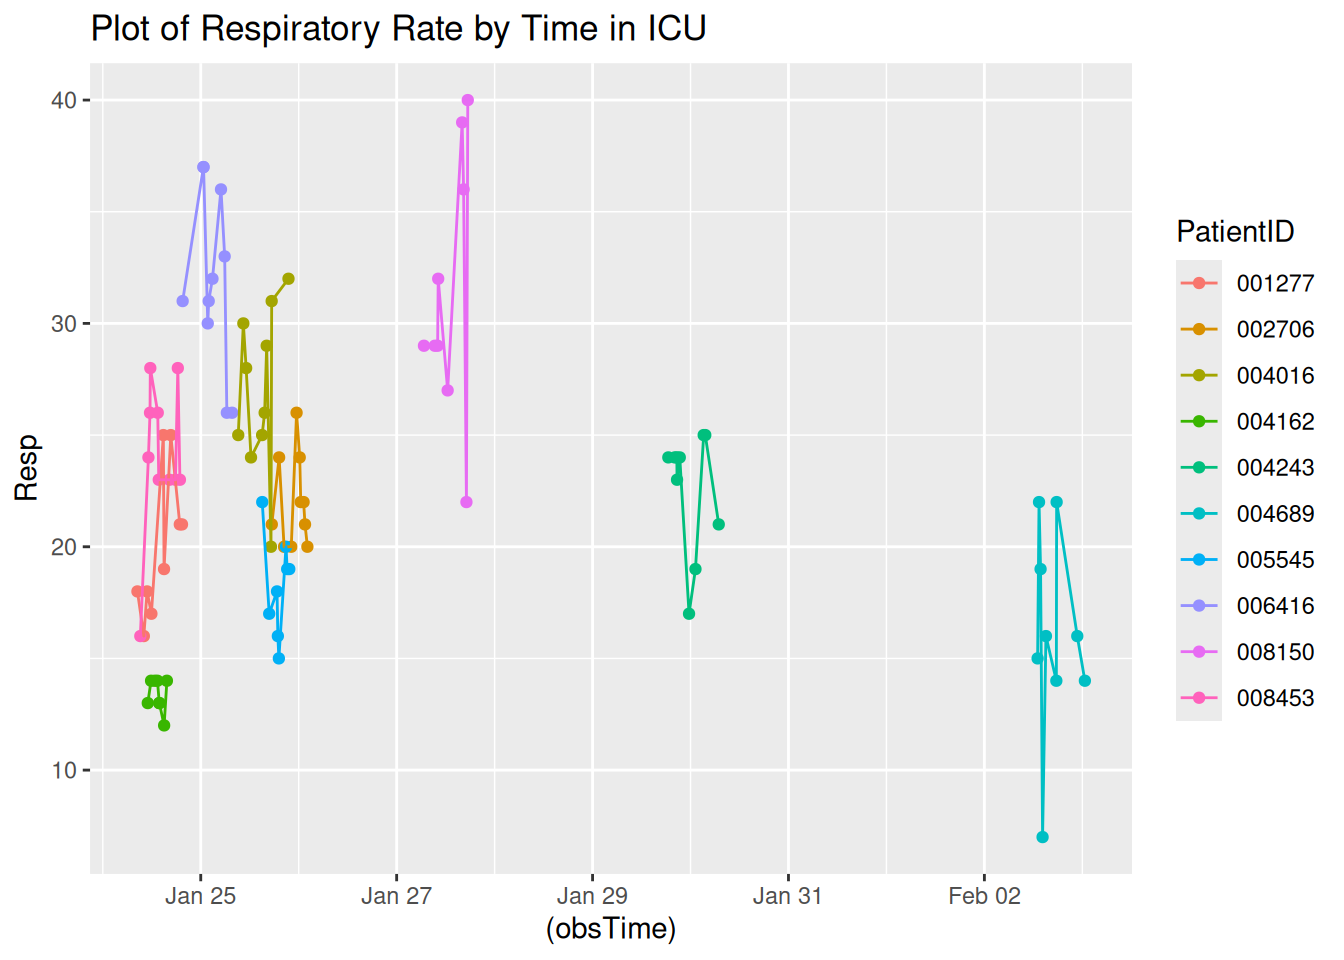 Plot of Respiratory Rate by Time in ICU
40
30
20
10
Resp
Jan 25
Jan 27
Jan 29
Jan 31
Feb 02
(obsTime)
PatientID
001277
002706
004016
004162
004243
004689
005545
006416
008150
008453